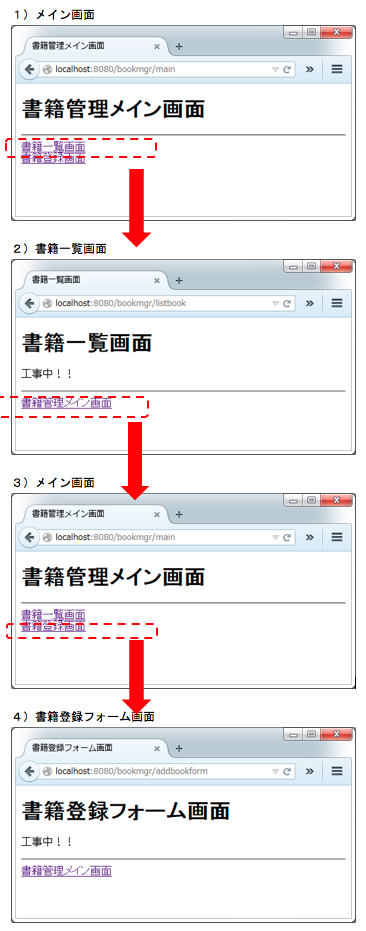 １）メイン画面
書籍管理メイン画面
localhost:8080/bookmgr/main
書籍管理メイン画面
書籍一覧画面
書籍登録画面
２）書籍一覧画面
書籍一覧画面
localhost:8080/bookmgr/listbook
書籍一覧画面
工事中！！
書籍管理メイン画面
３）メイン画面
書籍管理メイン画面
localhost:8080/bookmgr/main
書籍管理メイン画面
書籍一覧画面
書籍登録画面
４）書籍登録フォーム画面
書籍登録フォーム画面
localhost:8080/bookmgr/addbookform
書籍登録フォーム画面
工事中！！
書籍管理メイン画面